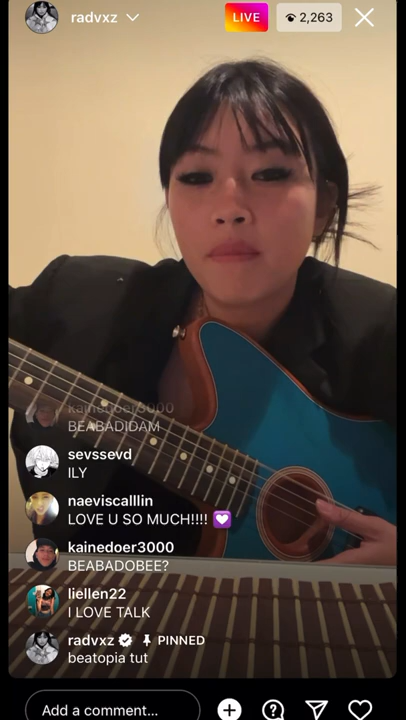 radvxz
LIVE
2,263
kainedoer3000
BEABADIDAM
sevssevd
ILY
naeviscalllin
LOVE U SO MUCH!!!! 💟
kainedoer3000
BEABADOBEE?
liellen22
I LOVE TALK
radvxz PINNED
beatopia tut
Add a comment...